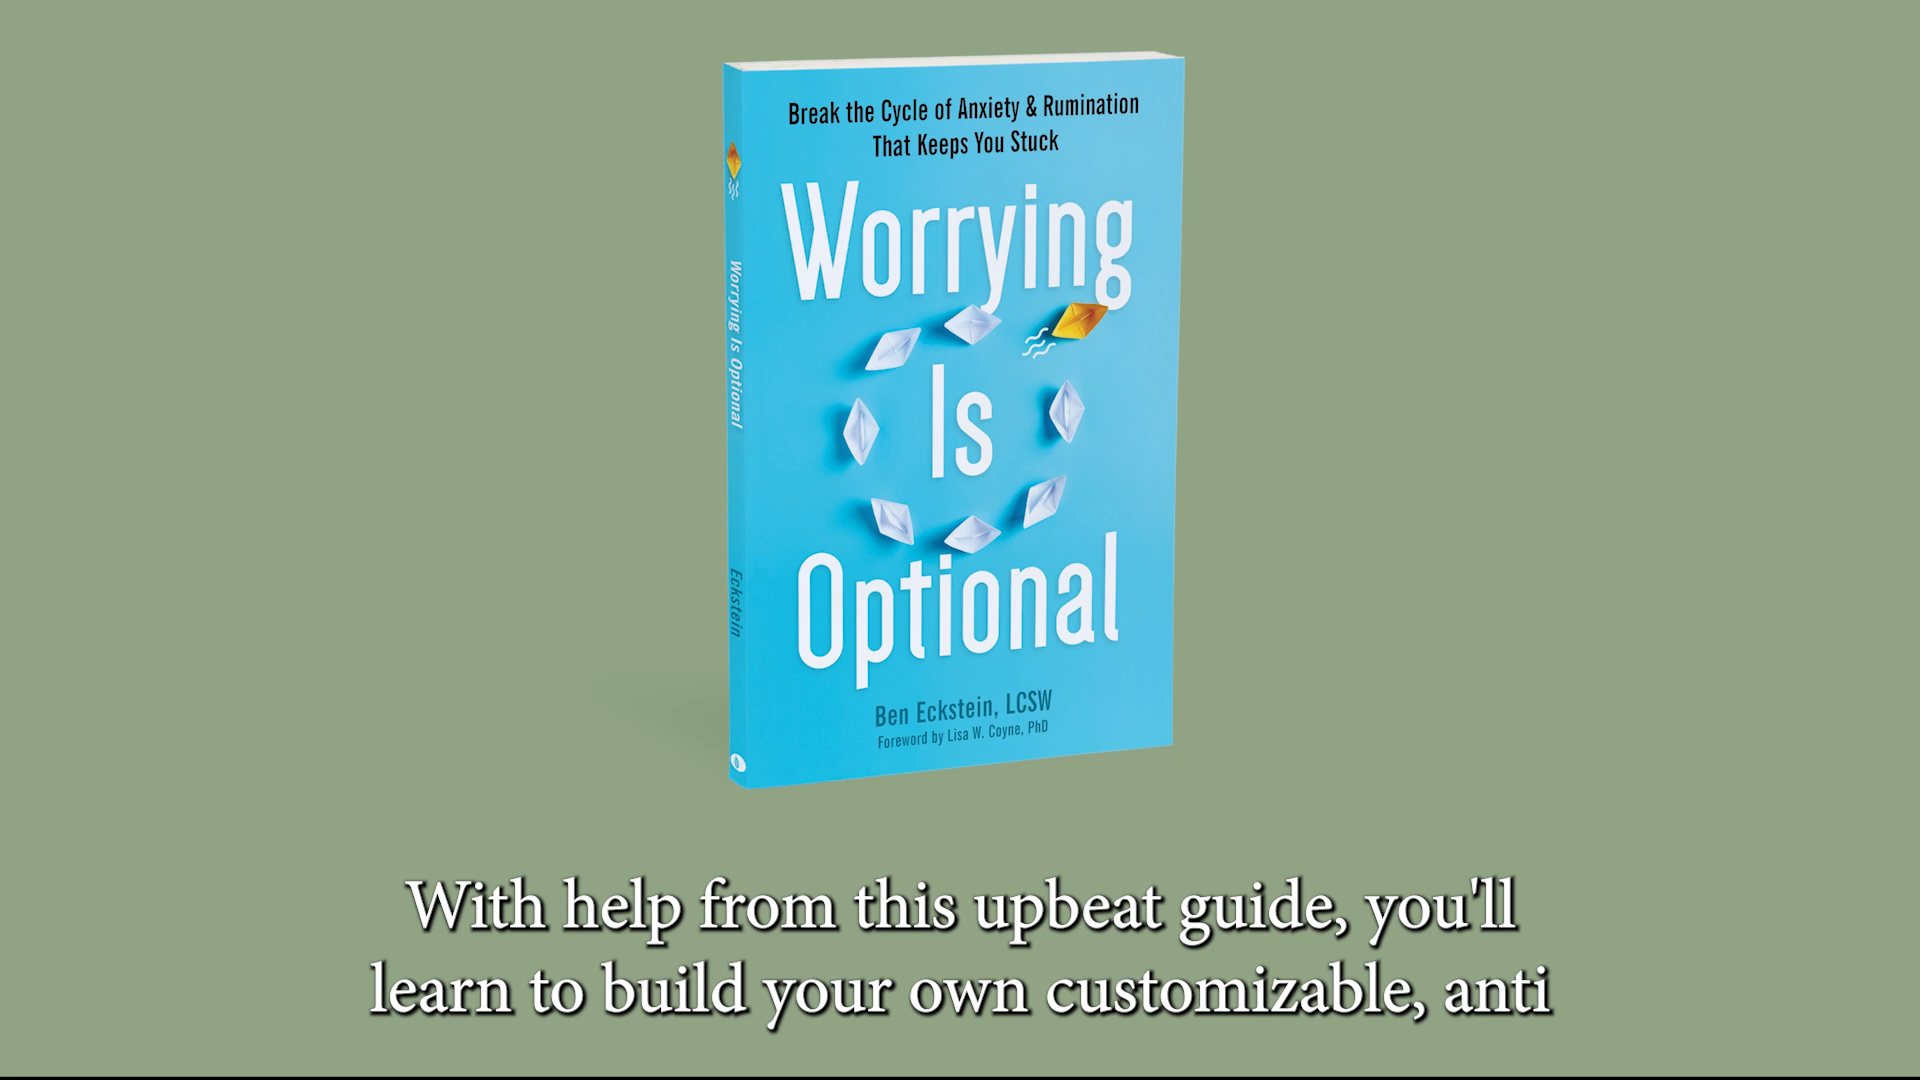 Break the Cycle of Anxiety & Rumination
That Keeps You Stuck
Worrying
Is
Optional
Ben Eckstein, LCSW
Foreword by Lisa W. Coyne, PhD
Worrying Is Optional
Eckstein
With help from this upbeat guide, you'll
learn to build your own customizable, anti